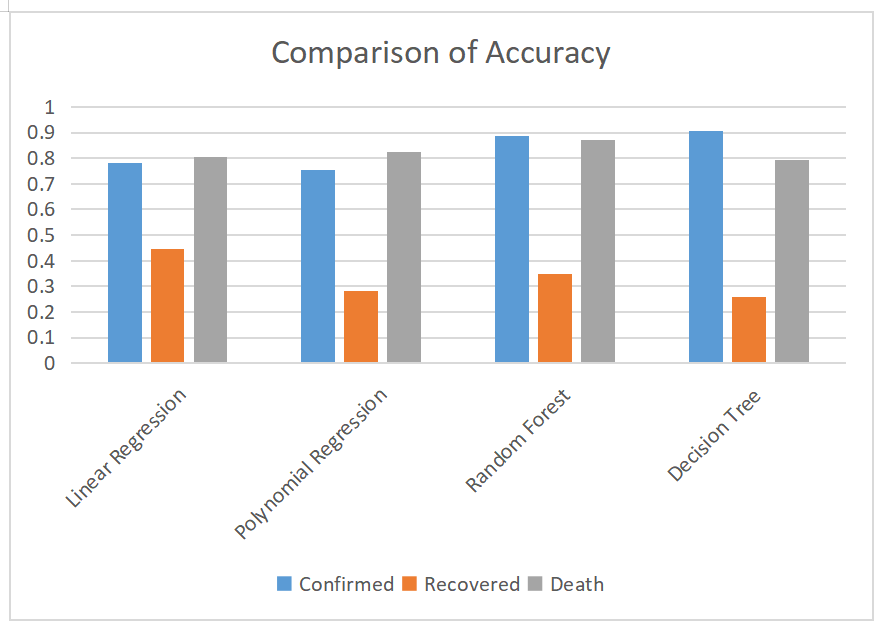 Comparison of Accuracy
1
0.9
0.8
0.7
0.6
0.5
0.4
0.3
0.2
0.1
0
Linear Regression
Polynomial Regression
Random Forest
Decision Tree
Confirmed Recovered Death